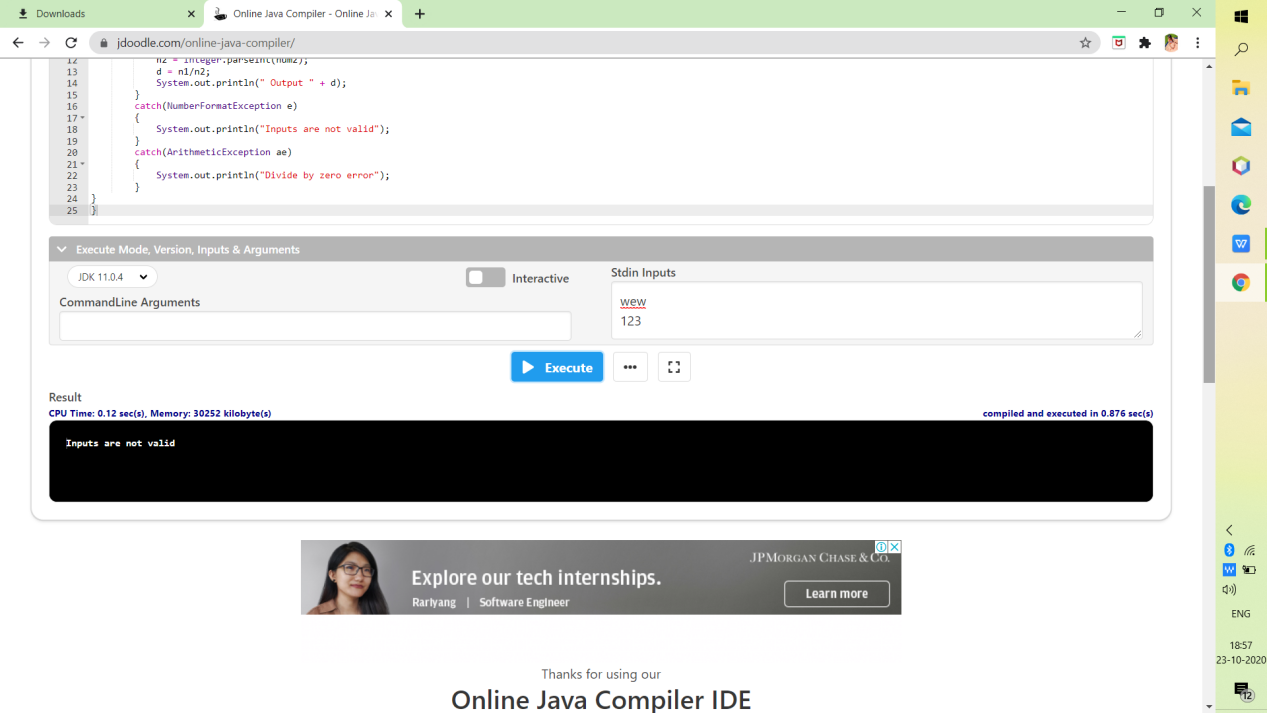 Downloads
Online Java Compiler - Online Ja
jdoodle.com/online-java-compiler/
12 n2 = Integer.parseInt(num2);
13 d = n1/n2;
14 System.out.println(" Output " + d);
15 }
16 catch(NumberFormatException e)
17 {
18 System.out.println("Inputs are not valid");
19 }
20 catch(ArithmeticException ae)
21 {
22 System.out.println("Divide by zero error");
23 }
24 }
25 }
Execute Mode, Version, Inputs & Arguments
JDK 11.0.4
Interactive
Stdin Inputs
CommandLine Arguments
wew
123
Execute
Result
CPU Time: 0.12 sec(s), Memory: 30252 kilobyte(s)
compiled and executed in 0.876 sec(s)
Inputs are not valid
JPMORGAN CHASE & CO.
Explore our tech internships.
Rariyang | Software Engineer
Learn more
Thanks for using our
Online Java Compiler IDE
ENG
18:57
23-10-2020
12